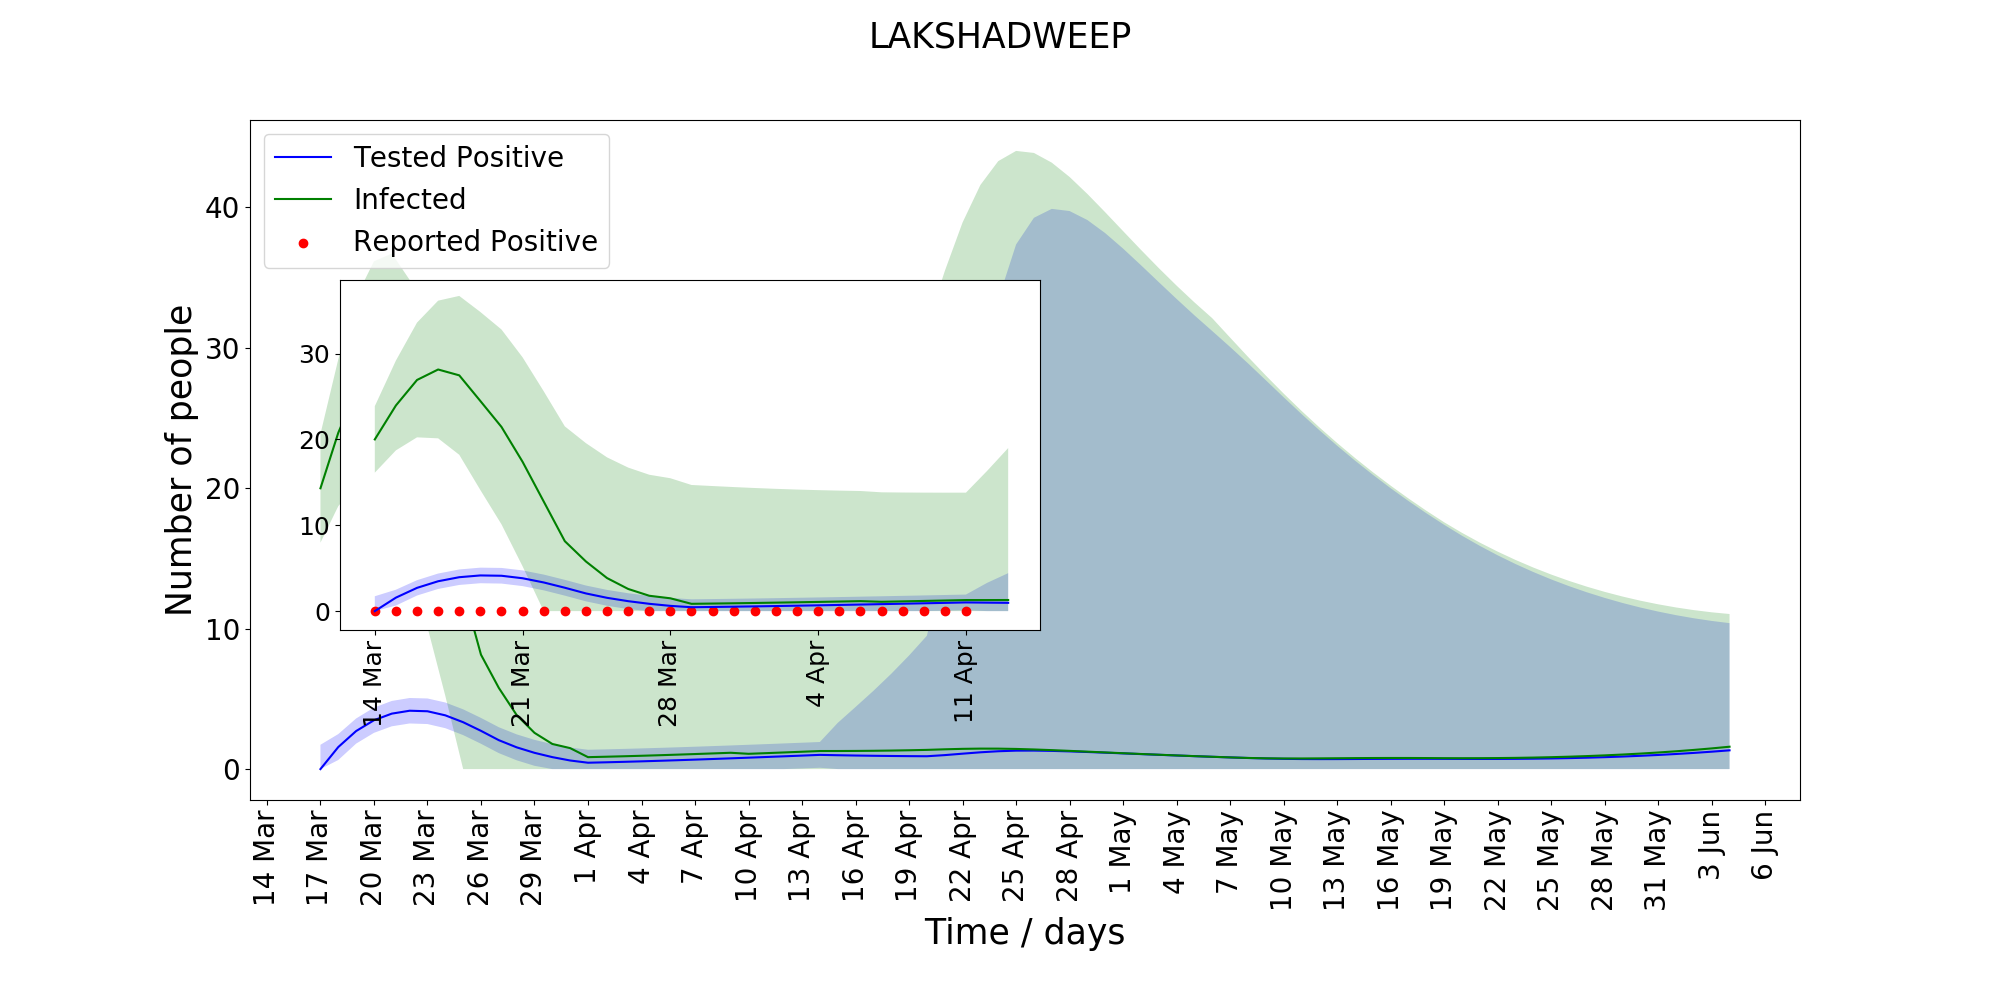 LAKSHADWEEP
Tested Positive
Infected
Reported Positive
Number of people
40
30
20
10
0
30
20
10
0
14 Mar
21 Mar
28 Mar
4 Apr
11 Apr
14 Mar
17 Mar
20 Mar
23 Mar
26 Mar
29 Mar
1 Apr
4 Apr
7 Apr
10 Apr
13 Apr
16 Apr
19 Apr
22 Apr
25 Apr
28 Apr
1 May
4 May
7 May
10 May
13 May
16 May
19 May
22 May
25 May
28 May
31 May
3 Jun
6 Jun
Time / days